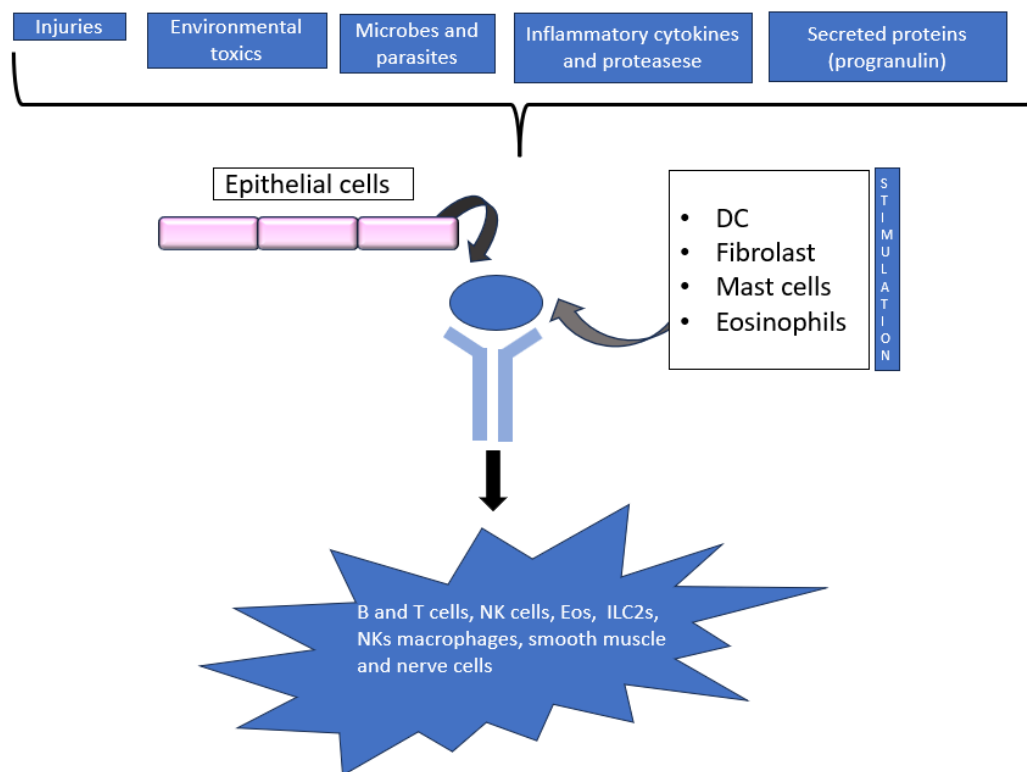 Injuries
Environmental
toxics
Microbes and
parasites
Inflammatory cytokines
and proteasese
Secreted proteins
(progranulin)
Epithelial cells
• DC
• Fibrolast
• Mast cells
• Eosinophils
STIMULATION
B and T cells, NK cells, Eos, ILC2s,
NKs macrophages, smooth muscle
and nerve cells